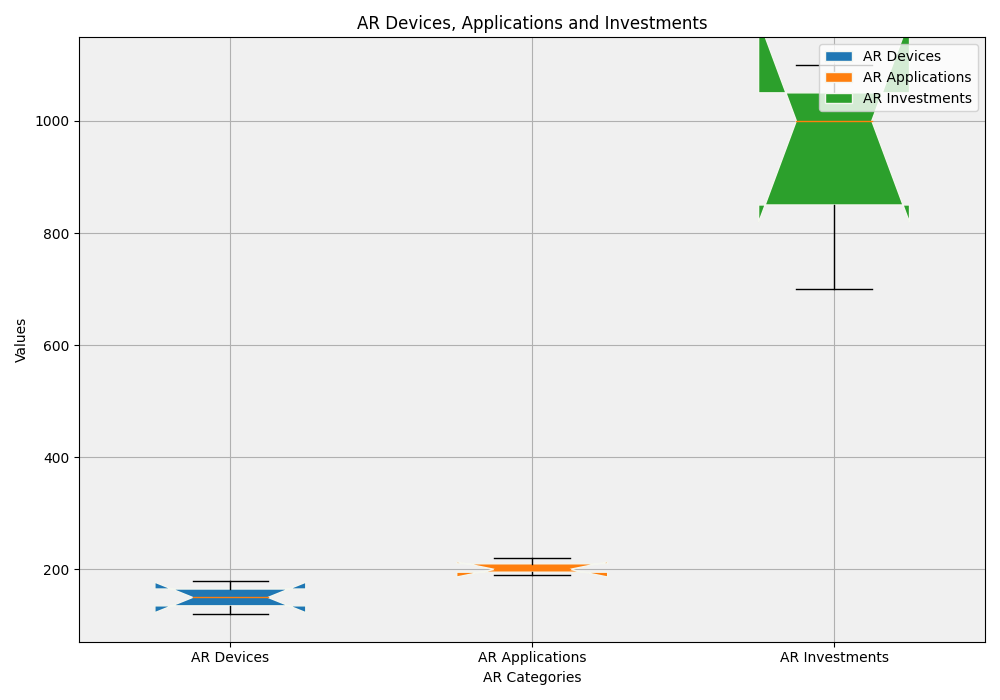 AR Devices, Applications and Investments
AR Devices
AR Applications
AR Investments
1000
800
600
400
200
Values
AR Devices
AR Applications
AR Investments
AR Categories